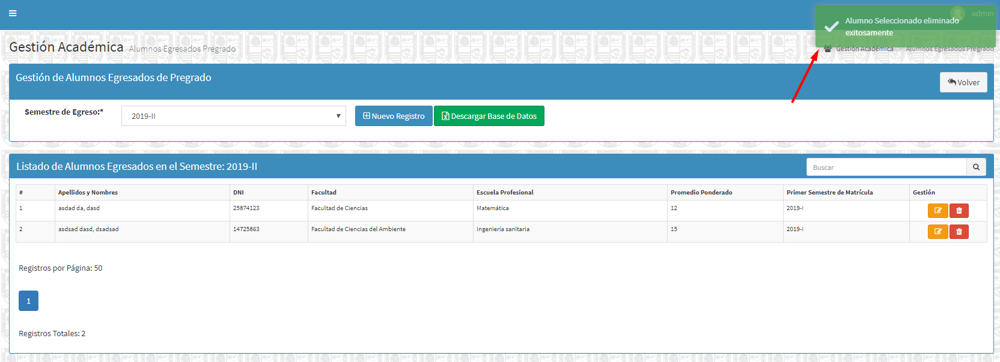 admin
Alumno Seleccionado eliminado
exitosamente
Gestión Académica Alumnos Egresados Pregrado
Gestión Académica Alumnos Egresados Pregrado
Gestión de Alumnos Egresados de Pregrado
Volver
Semestre de Egreso:* 2019-II Nuevo Registro Descargar Base de Datos
Listado de Alumnos Egresados en el Semestre: 2019-II Buscar
# Apellidos y Nombres DNI Facultad Escuela Profesional Promedio Ponderado Primer Semestre de Matrícula Gestión
1 asdad da, dasd 25874123 Facultad de Ciencias Matemática 12 2019-I
2 asdsad dasd, dsadsad 14725863 Facultad de Ciencias del Ambiente Ingeniería sanitaria 15 2019-I
Registros por Página: 50
1
Registros Totales: 2